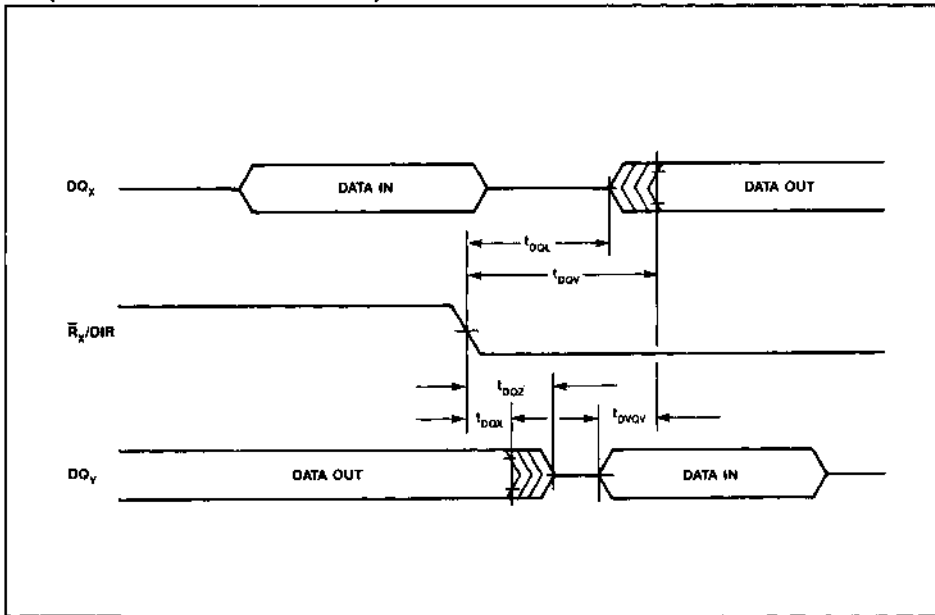 DQX DATA IN DATA OUT
tDQL
tDQV
R̅X/DIR
tDQZ
tDQX tDVQV
DQY DATA OUT DATA IN